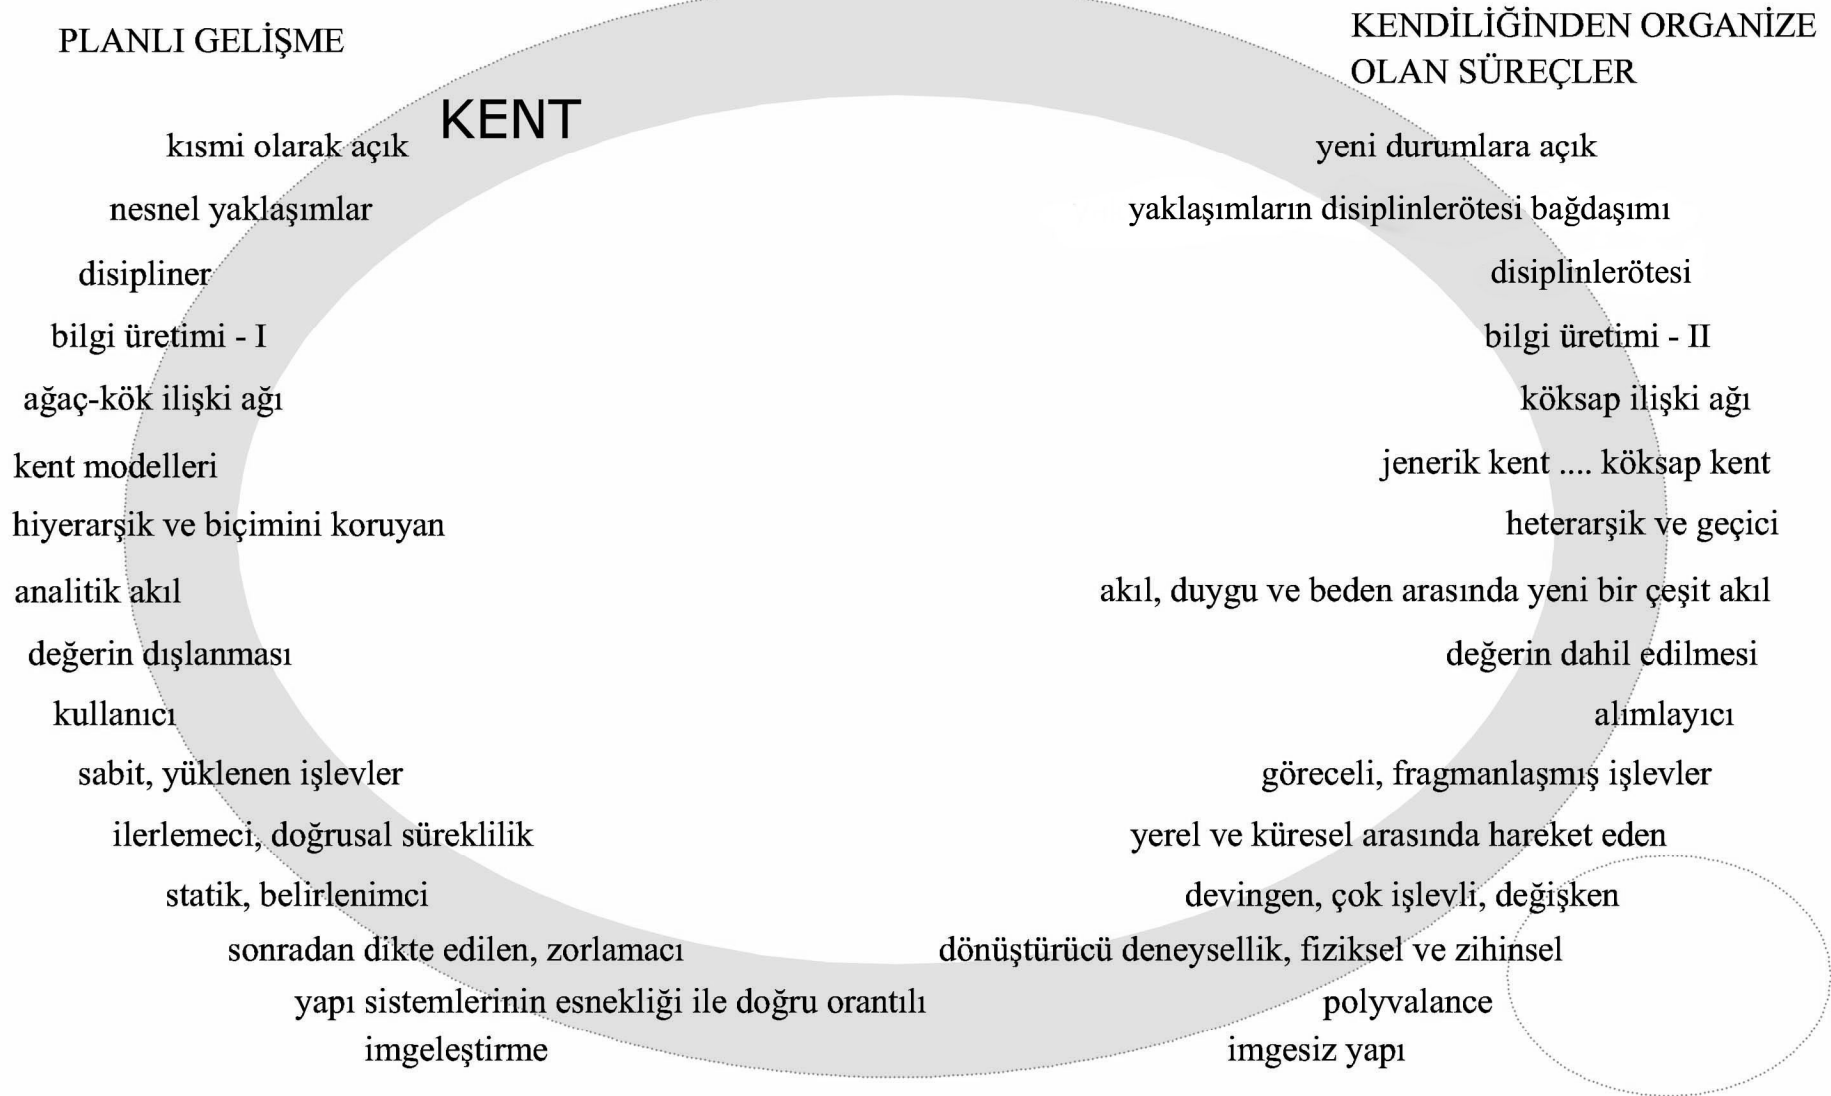 PLANLI GELİŞME
KENDİLİĞİNDEN ORGANİZE
OLAN SÜREÇLER
KENT
kısmi olarak açık
yeni durumlara açık
nesnel yaklaşımlar
yaklaşımların disiplinlerötesi bağdaşımı
disipliner
disiplinlerötesi
bilgi üretimi - I
bilgi üretimi - II
ağaç-kök ilişki ağı
köksap ilişki ağı
kent modelleri
jenerik kent .... köksap kent
hiyerarşik ve biçimini koruyan
heterarşik ve geçici
analitik akıl
akıl, duygu ve beden arasında yeni bir çeşit akıl
değerin dışlanması
değerin dahil edilmesi
kullanıcı
alımlayıcı
sabit, yüklenen işlevler
göreceli, fragmanlaşmış işlevler
ilerlemeci, doğrusal süreklilik
yerel ve küresel arasında hareket eden
statik, belirlenimci
devingen, çok işlevli, değişken
sonradan dikte edilen, zorlamacı
dönüştürücü deneysellik, fiziksel ve zihinsel
yapı sistemlerinin esnekliği ile doğru orantılı
polyvalance
imgeleştirme
imgesiz yapı